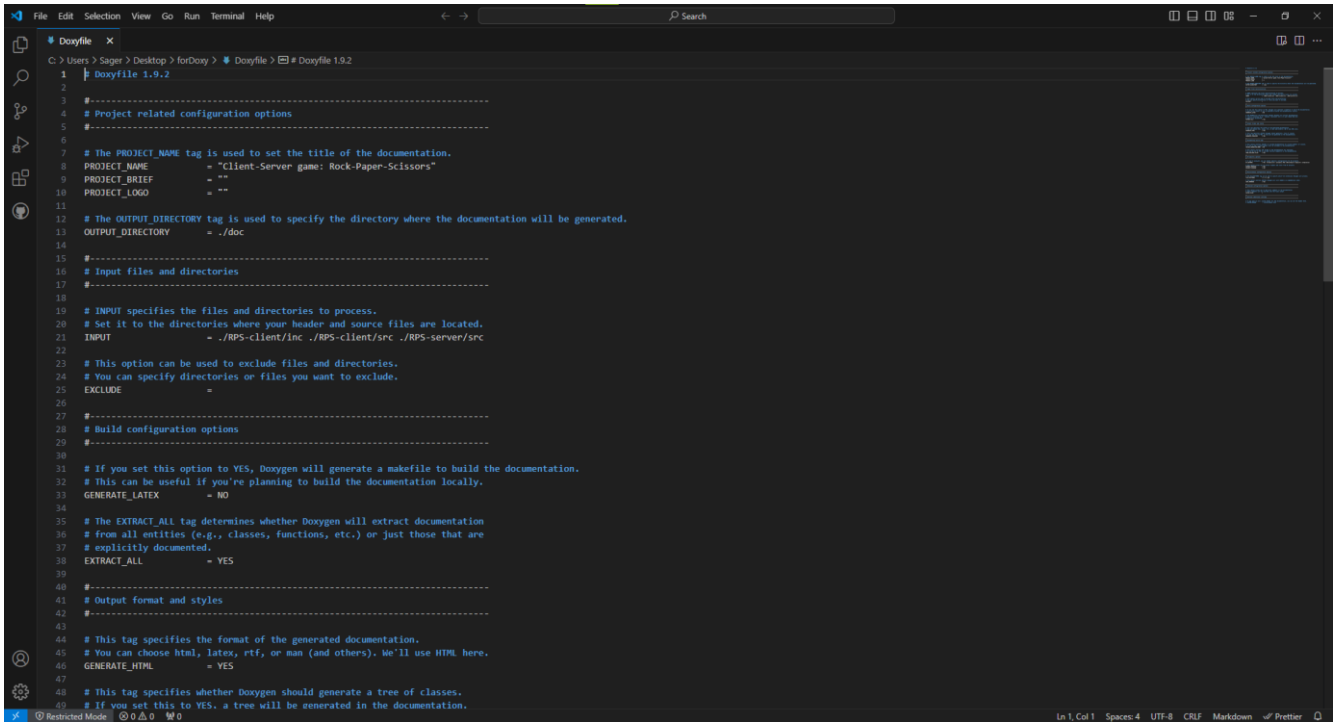 File Edit Selection View Go Run Terminal Help
Search
Doxyfile
C: > Users > Sager > Desktop > forDoxy > Doxyfile > # Doxyfile 1.9.2
1 # Doxyfile 1.9.2
2
3 #---------------------------------------------------------------------------
4 # Project related configuration options
5 #---------------------------------------------------------------------------
6
7 # The PROJECT_NAME tag is used to set the title of the documentation.
8 PROJECT_NAME = "Client-Server game: Rock-Paper-Scissors"
9 PROJECT_BRIEF = ""
10 PROJECT_LOGO = ""
11
12 # The OUTPUT_DIRECTORY tag is used to specify the directory where the documentation will be generated.
13 OUTPUT_DIRECTORY = ./doc
14
15 #---------------------------------------------------------------------------
16 # Input files and directories
17 #---------------------------------------------------------------------------
18
19 # INPUT specifies the files and directories to process.
20 # Set it to the directories where your header and source files are located.
21 INPUT = ./RPS-client/inc ./RPS-client/src ./RPS-server/src
22
23 # This option can be used to exclude files and directories.
24 # You can specify directories or files you want to exclude.
25 EXCLUDE =
26
27 #---------------------------------------------------------------------------
28 # Build configuration options
29 #---------------------------------------------------------------------------
30
31 # If you set this option to YES, Doxygen will generate a makefile to build the documentation.
32 # This can be useful if you're planning to build the documentation locally.
33 GENERATE_LATEX = NO
34
35 # The EXTRACT_ALL tag determines whether Doxygen will extract documentation
36 # from all entities (e.g., classes, functions, etc.) or just those that are
37 # explicitly documented.
38 EXTRACT_ALL = YES
39
40 #---------------------------------------------------------------------------
41 # Output format and styles
42 #---------------------------------------------------------------------------
43
44 # This tag specifies the format of the generated documentation.
45 # You can choose html, latex, rtf, or man (and others). We'll use HTML here.
46 GENERATE_HTML = YES
47
48 # This tag specifies whether Doxygen should generate a tree of classes.
49 # If you set this to YES, a tree will be generated in the documentation.
Restricted Mode 0 0 0 Ln 1, Col 1 Spaces: 4 UTF-8 CRLF Markdown Prettier